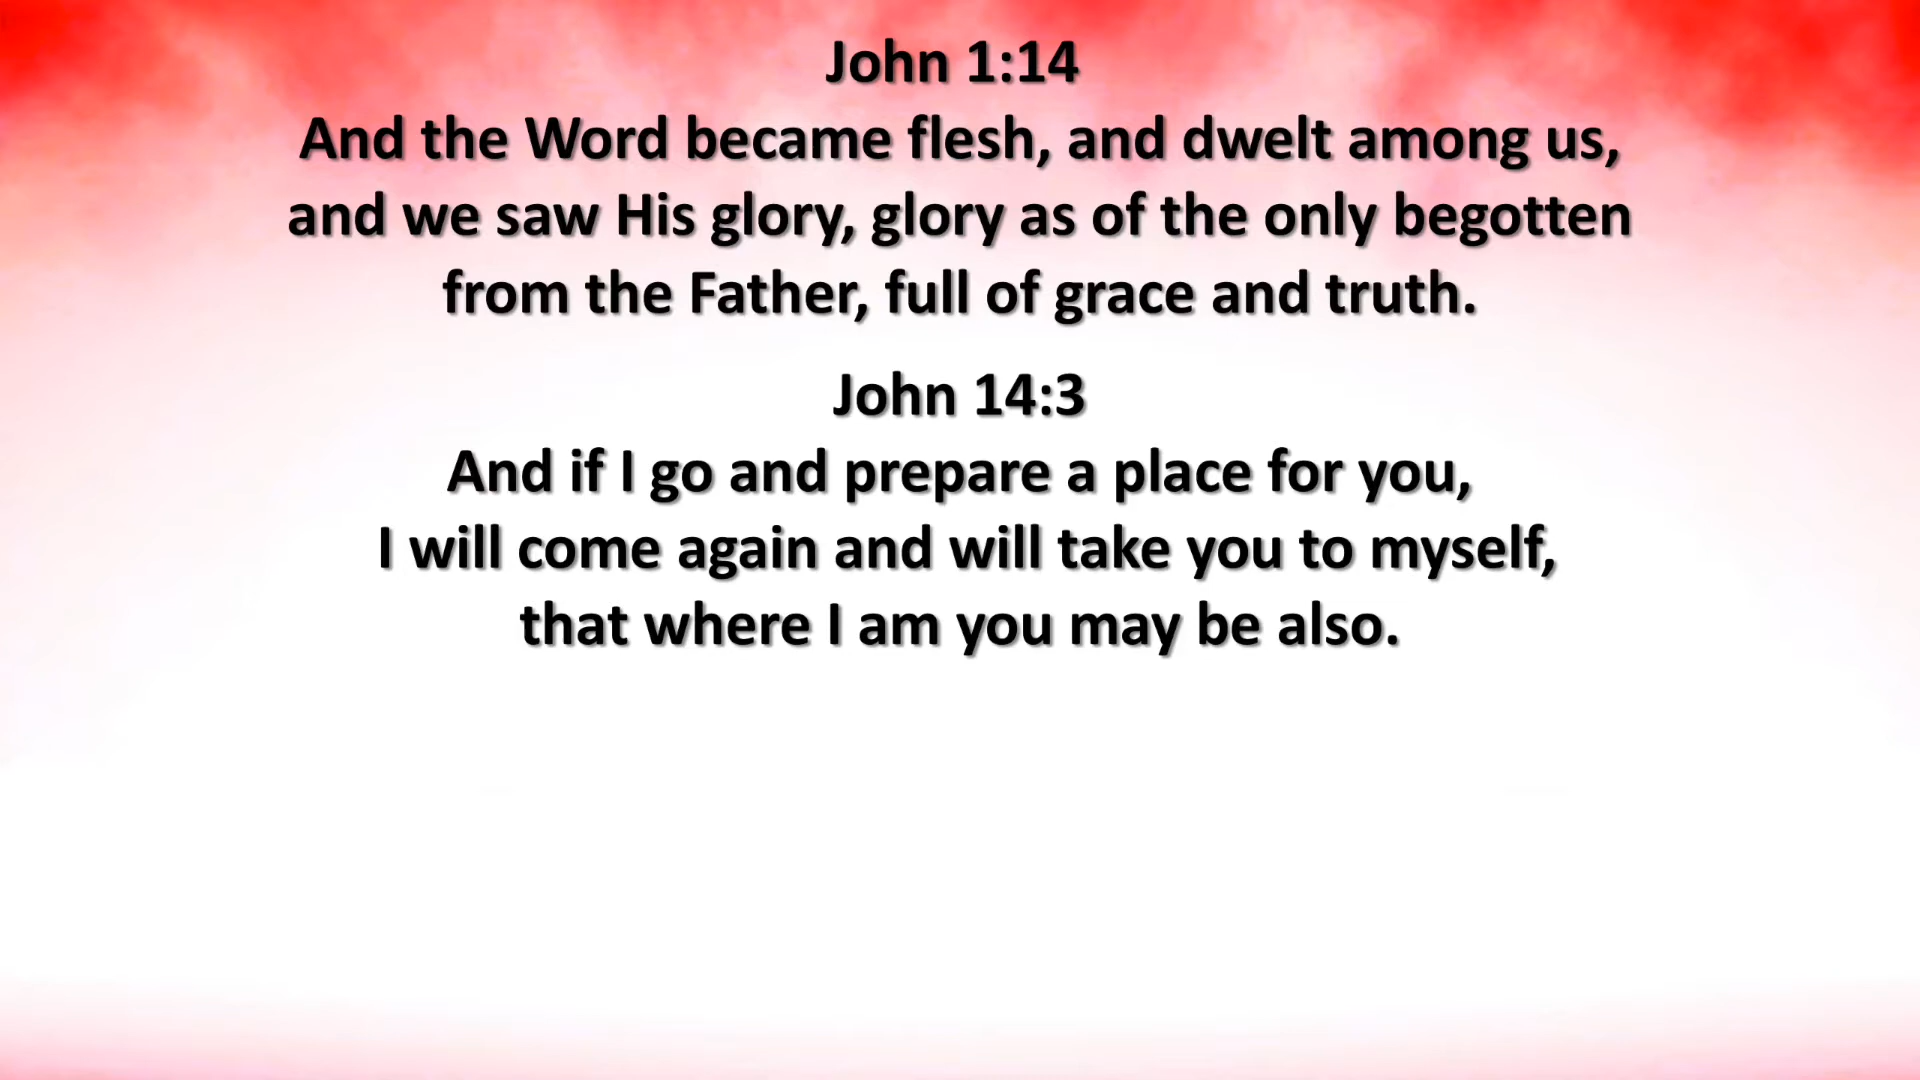 John 1:14
And the Word became flesh, and dwelt among us,
and we saw His glory, glory as of the only begotten
from the Father, full of grace and truth.
John 14:3
And if I go and prepare a place for you,
I will come again and will take you to myself,
that where I am you may be also.